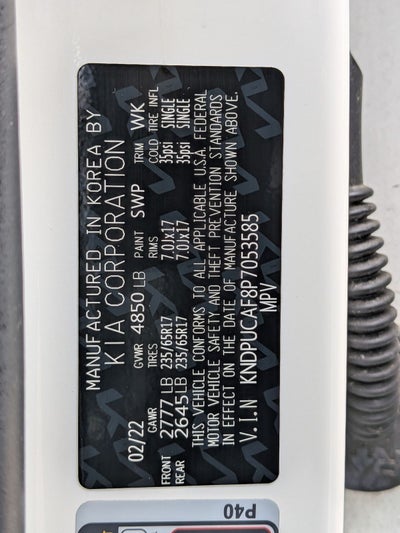 MANUFACTURED IN KOREA BY
KIA CORPORATION
02/22 GVWR 4850 LB PAINT SWP TRIM WK
GAWR TIRES RIMS COLD TIRE INFL
FRONT 2777 LB 235/65R17 7.0Jx17 35psi SINGLE
REAR 2645 LB 235/65R17 7.0Jx17 35psi SINGLE
THIS VEHICLE CONFORMS TO ALL APPLICABLE U.S.A. FEDERAL
MOTOR VEHICLE SAFETY AND THEFT PREVENTION STANDARDS
IN EFFECT ON THE DATE OF MANUFACTURE SHOWN ABOVE.
V.I.N KNDPUCAF8P7053585
MPV
P40